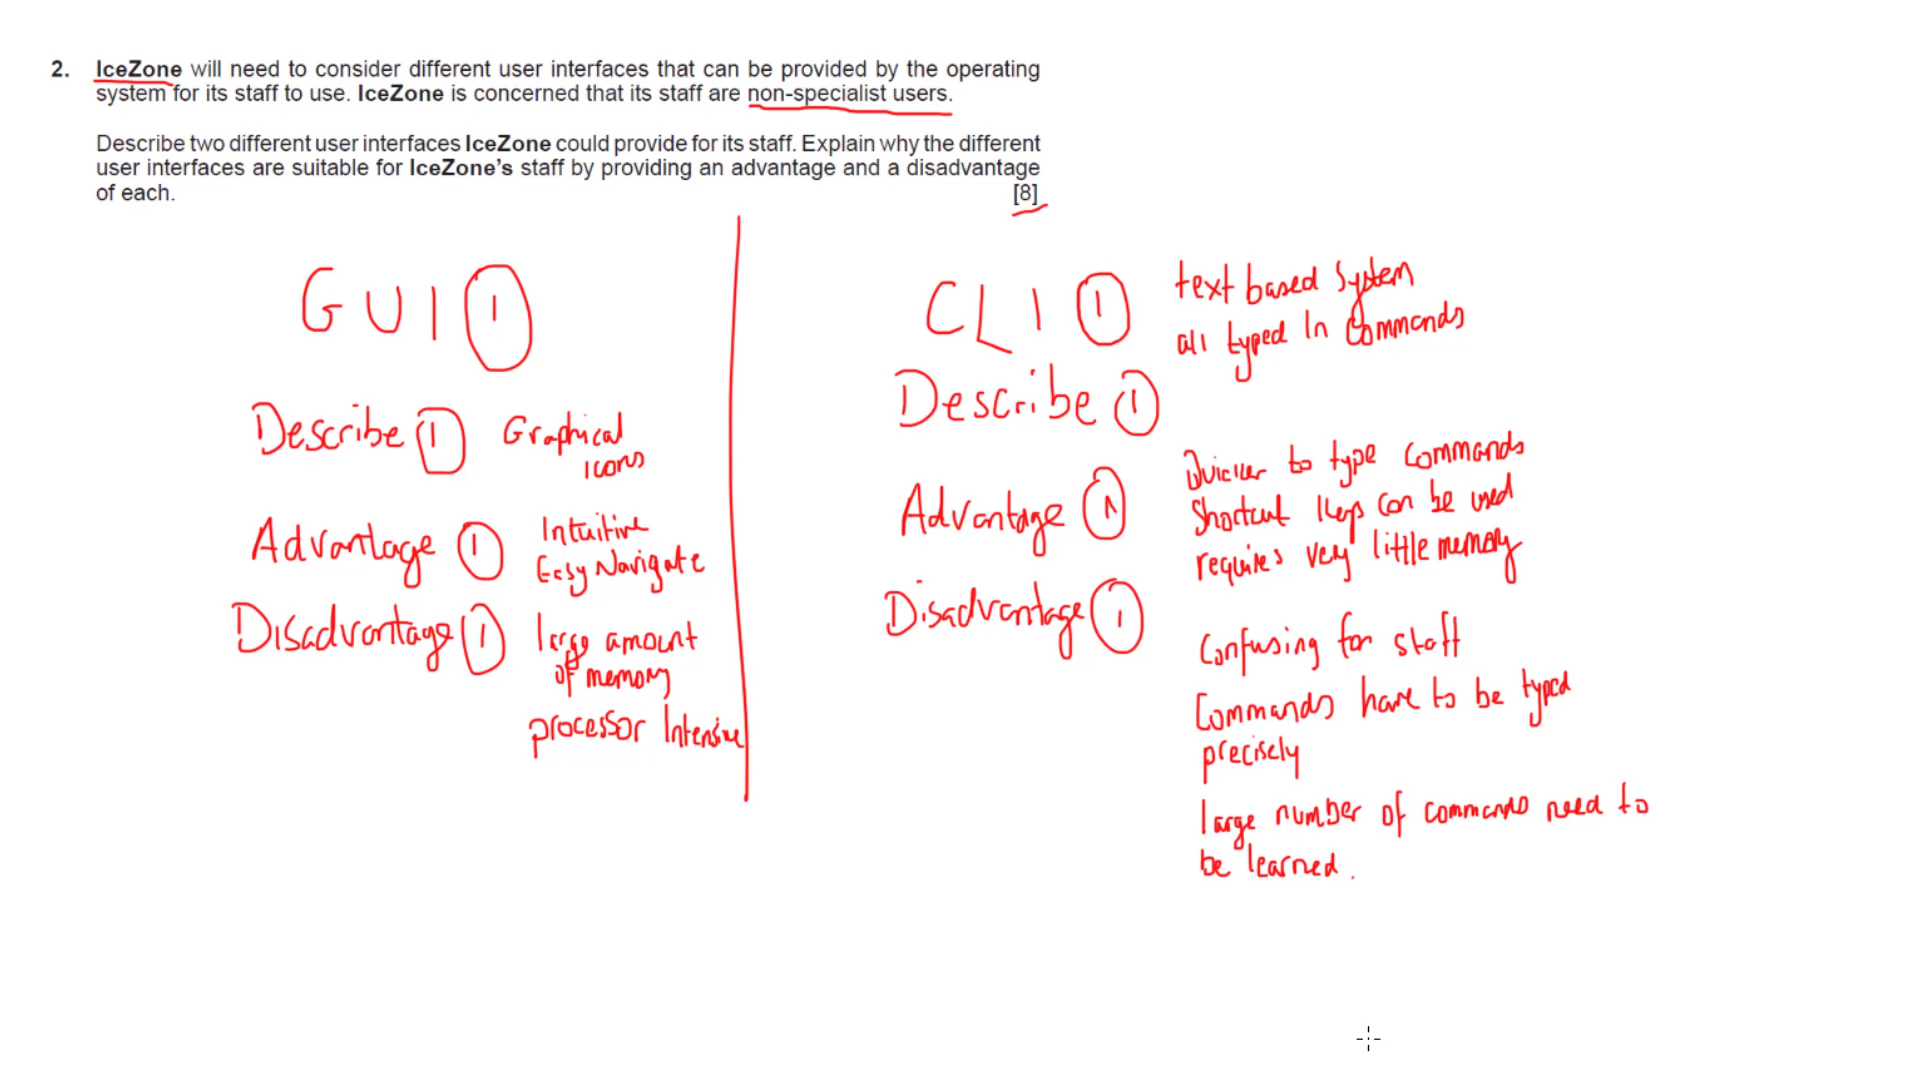 2. IceZone will need to consider different user interfaces that can be provided by the operating
system for its staff to use. IceZone is concerned that its staff are non-specialist users.
Describe two different user interfaces IceZone could provide for its staff. Explain why the different
user interfaces are suitable for IceZone's staff by providing an advantage and a disadvantage
of each. [8]
GUI 1
Describe 1 Graphical
icons
Advantage 1 Intuitive
Easy Navigate
Disadvantage 1 large amount
of memory
processor Intensive
CLI 1 text based system
all typed In commands
Describe 1
Advantage 1 Quicker to type commands
Shortcut keys can be used
requires very little memory
Disadvantage 1
Confusing for staff
Commands have to be typed
precisely
large number of commands need to
be learned.